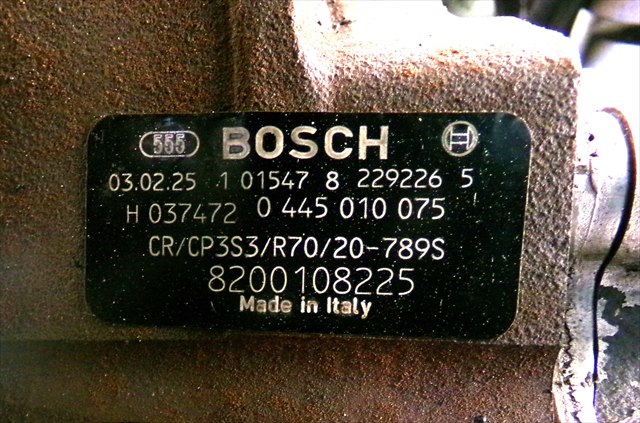 555 BOSCH
03.02.25 1 01547 8 229226 5
H 037472 0 445 010 075
CR/CP3S3/R70/20-789S
8200108225
Made in Italy